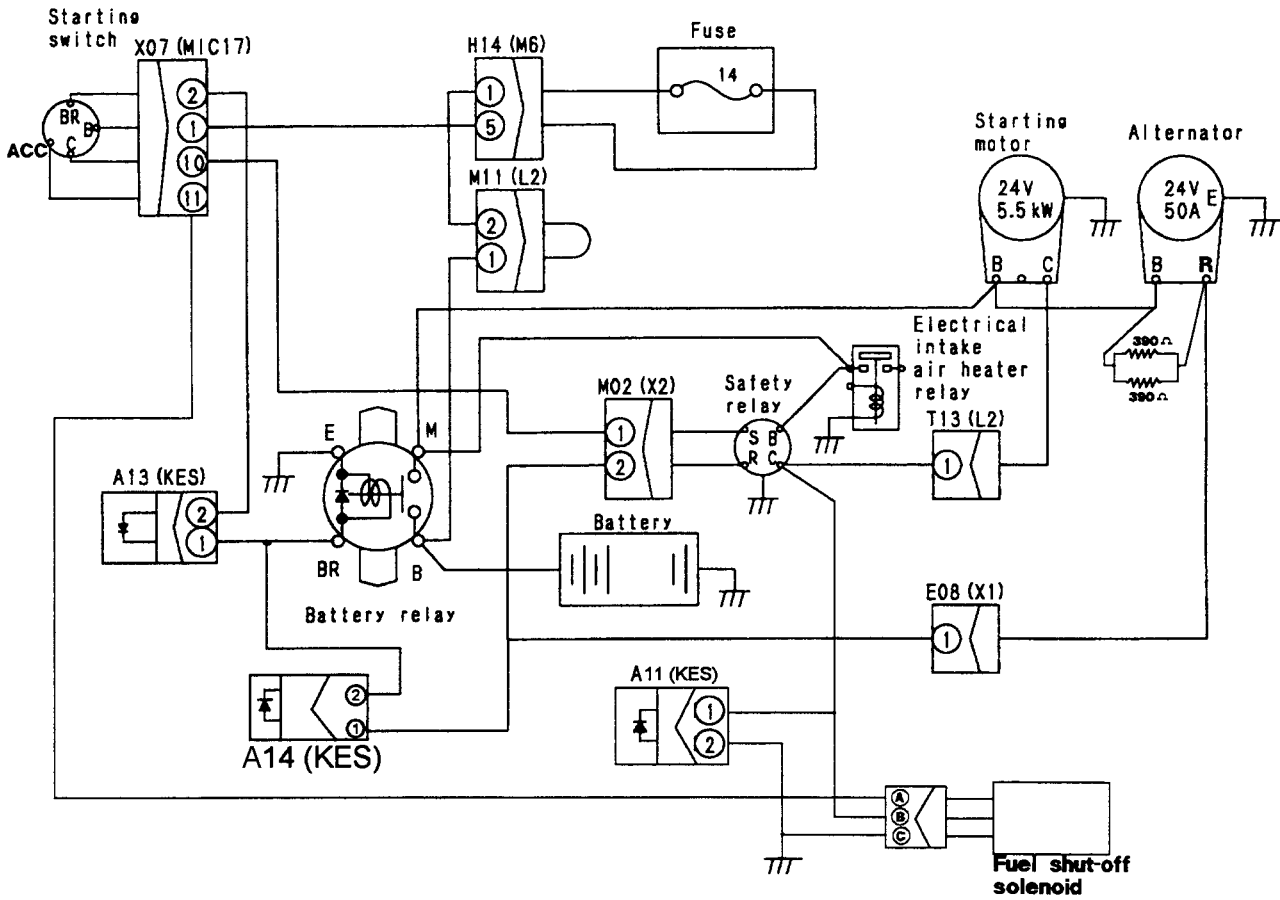 Starting
switch
X07 (MIC17)
BR
B
C
ACC
2
1
10
11
H14 (M6)
1
5
Fuse
14
M11 (L2)
2
1
Starting
motor
24V
5.5 kW
B
C
Alternator
24V
50A
E
B
R
390Ω
390Ω
Electrical
intake
air heater
relay
M02 (X2)
1
2
Safety
relay
S B
R C
T13 (L2)
1
E
M
BR
B
Battery relay
A13 (KES)
2
1
Battery
E08 (X1)
1
2
1
A14 (KES)
A11 (KES)
1
2
A
B
C
Fuel shut-off
solenoid